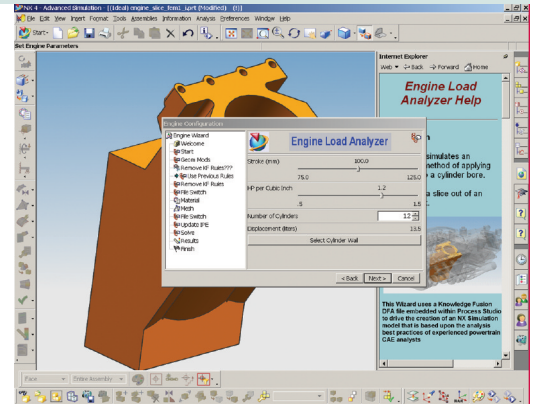 NX 4 - Advanced Simulation - [(Ideal) engine_slice_fem1_i.prt (Modified) (1)]
File Edit View Insert Format Tools Assemblies Information Analysis Preferences Window Help
Start
Set Engine Parameters
Internet Explorer
Web Back Forward Home
Engine Load
Analyzer Help
simulates an
method of applying
a cylinder bore.
a slice out of an
This Wizard uses a Knowledge Fusion
DFA file embedded within Process Studio
to drive the creation of an NX Simulation
model that is based upon the analysis
best practices of experienced powertrain
CAE analysts
Engine Configuration
Engine Wizard
Welcome
Start
Geom Mods
Remove KF Rules???
Use Previous Rules
Remove KF Rules
File Switch
Material
Mesh
File Switch
Update IPE
Solve
Results
Finish
Engine Load Analyzer
Stroke (mm) 100.0
75.0 125.0
HP per Cubic Inch 1.2
.5 1.5
Number of Cylinders 12
Displacement (liters) 13.5
Select Cylinder Wall
< Back Next > Cancel
Face Entire Assembly